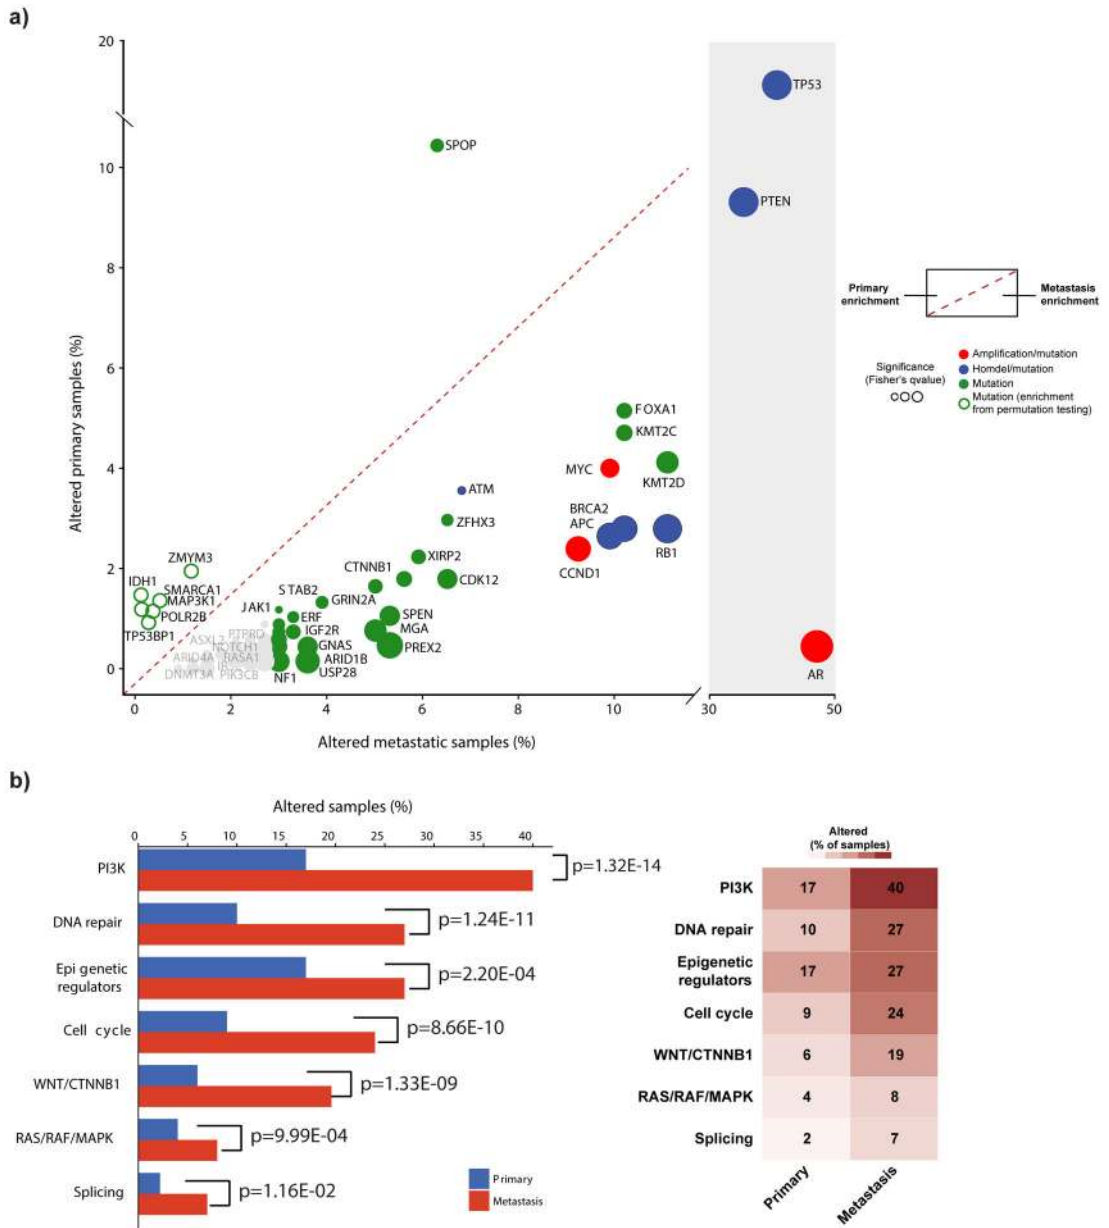 a)
20
10
8
6
4
2
0
Altered primary samples (%)
TP53
SPOP
PTEN
FOXA1
KMT2C
MYC
KMT2D
ATM
BRCA2
APC
ZFHX3
RB1
CCND1
ZMYM3
XIRP2
CTNNB1
CDK12
IDH1
SMARCA1
MAP3K1
STAB2
GRIN2A
JAK1
POLR2B
ERF
SPEN
TP53BP1
PTPRD
IGF2R
MGA
ASXL2
NOTCH1
GNAS
PREX2
ARID4A
RASA1
ARID1B
AR
DNMT3A
PIK3CB
NF1
USP28
0 2 4 6 8 10 30 50
Altered metastatic samples (%)
Primary
enrichment
Metastasis
enrichment
Significance
(Fisher's qvalue)
Amplification/mutation
Homdel/mutation
Mutation
Mutation (enrichment
from permutation testing)
b)
Altered samples (%)
0 5 10 15 20 25 30 35 40
PI3K
p=1.32E-14
DNA repair
p=1.24E-11
Epi genetic
regulators
p=2.20E-04
Cell cycle
p=8.66E-10
WNT/CTNNB1
p=1.33E-09
RAS/RAF/MAPK
p=9.99E-04
Splicing
p=1.16E-02
Primary
Metastasis
Altered
(% of samples)
PI3K 17 40
DNA repair 10 27
Epigenetic
regulators 17 27
Cell cycle 9 24
WNT/CTNNB1 6 19
RAS/RAF/MAPK 4 8
Splicing 2 7
Primary
Metastasis